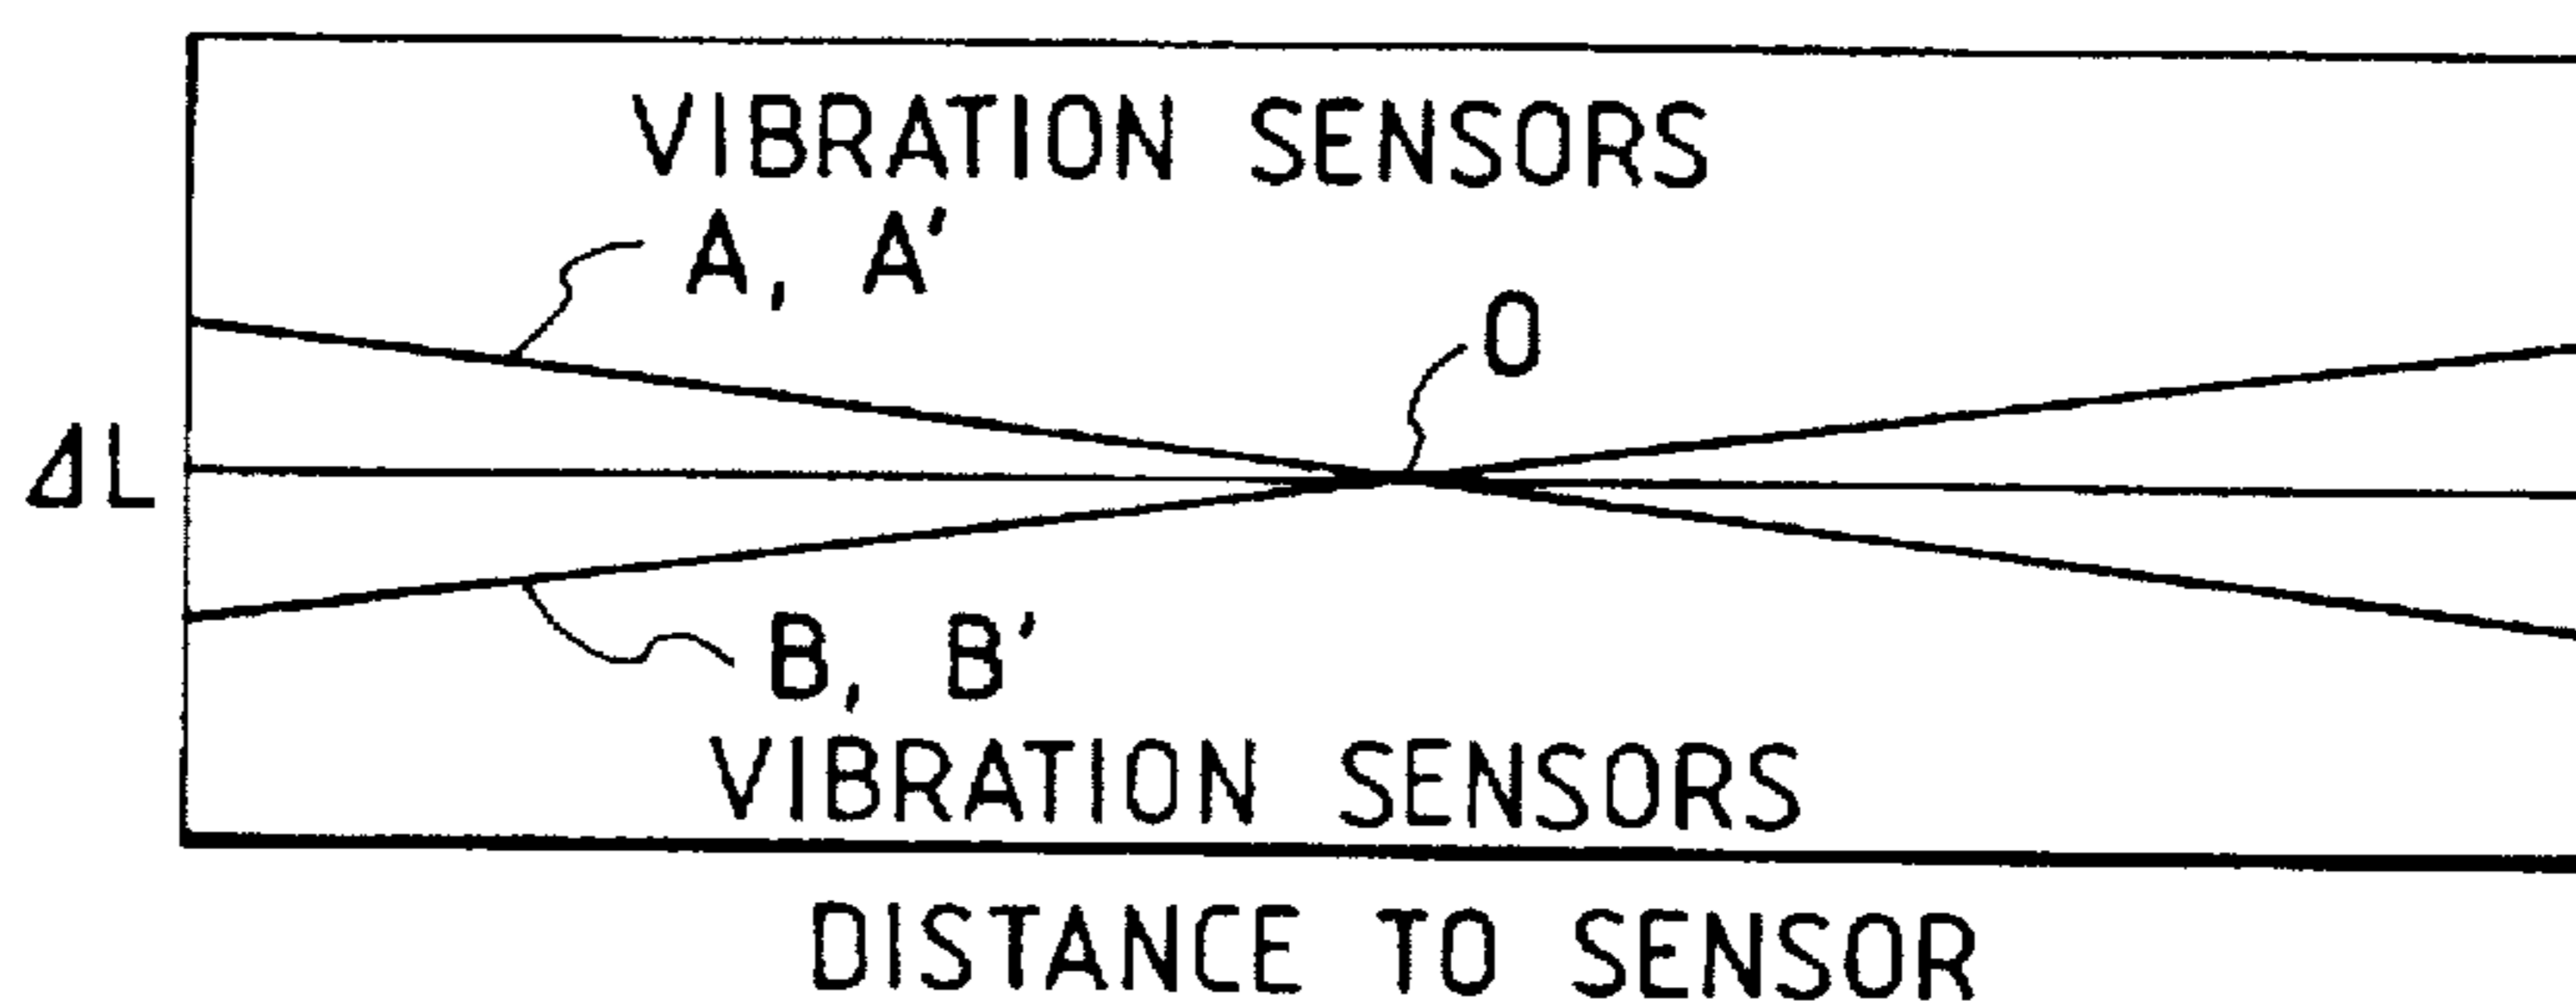 VIBRATION SENSORS
A, A'
O
ΔL
B, B'
VIBRATION SENSORS
DISTANCE TO SENSOR